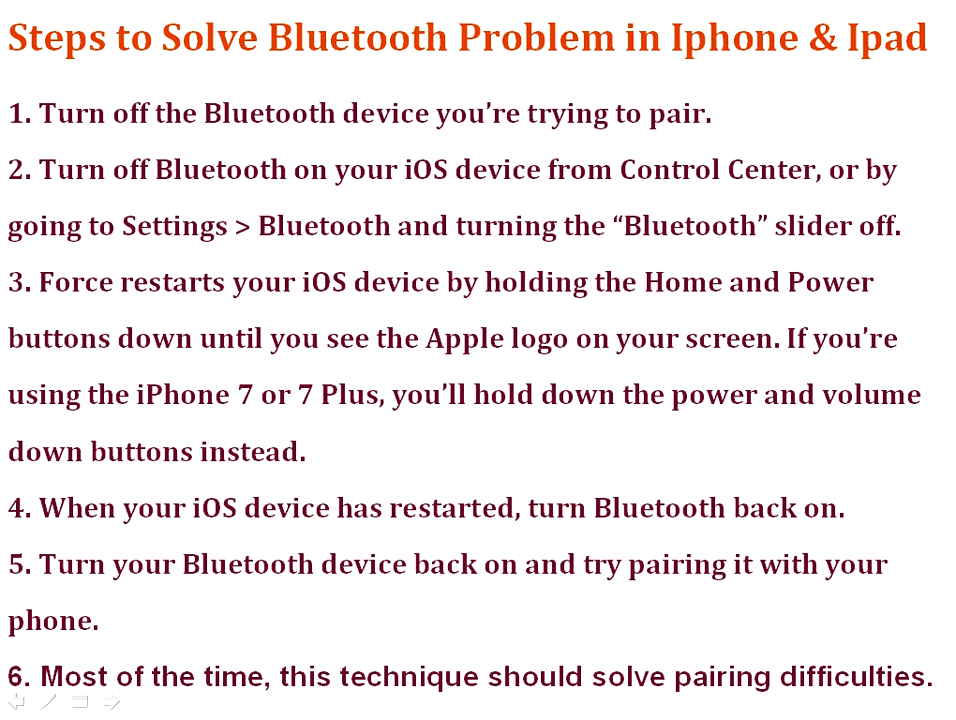 Steps to Solve Bluetooth Problem in Iphone & Ipad
1. Turn off the Bluetooth device you’re trying to pair.
2. Turn off Bluetooth on your iOS device from Control Center, or by
going to Settings > Bluetooth and turning the “Bluetooth” slider off.
3. Force restarts your iOS device by holding the Home and Power
buttons down until you see the Apple logo on your screen. If you’re
using the iPhone 7 or 7 Plus, you’ll hold down the power and volume
down buttons instead.
4. When your iOS device has restarted, turn Bluetooth back on.
5. Turn your Bluetooth device back on and try pairing it with your
phone.
6. Most of the time, this technique should solve pairing difficulties.